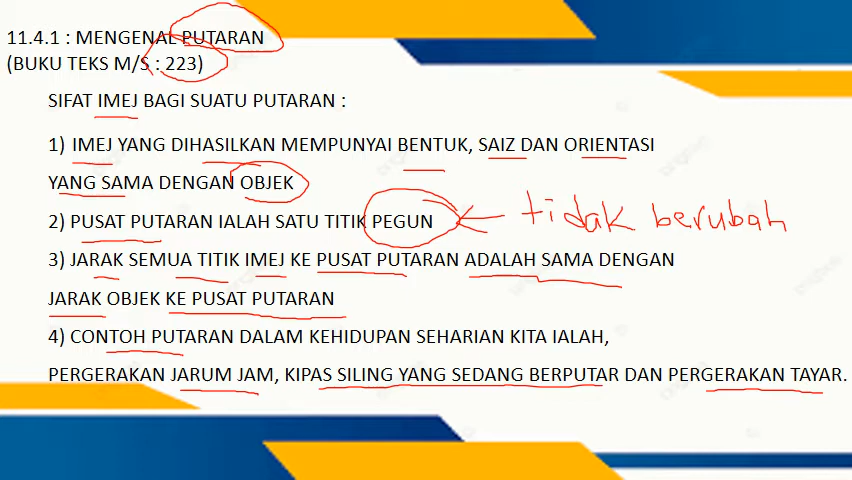 11.4.1 : MENGENAL PUTARAN
(BUKU TEKS M/S : 223)
SIFAT IMEJ BAGI SUATU PUTARAN :
1) IMEJ YANG DIHASILKAN MEMPUNYAI BENTUK, SAIZ DAN ORIENTASI
YANG SAMA DENGAN OBJEK
2) PUSAT PUTARAN IALAH SATU TITIK PEGUN tidak berubah
3) JARAK SEMUA TITIK IMEJ KE PUSAT PUTARAN ADALAH SAMA DENGAN
JARAK OBJEK KE PUSAT PUTARAN
4) CONTOH PUTARAN DALAM KEHIDUPAN SEHARIAN KITA IALAH,
PERGERAKAN JARUM JAM, KIPAS SILING YANG SEDANG BERPUTAR DAN PERGERAKAN TAYAR.